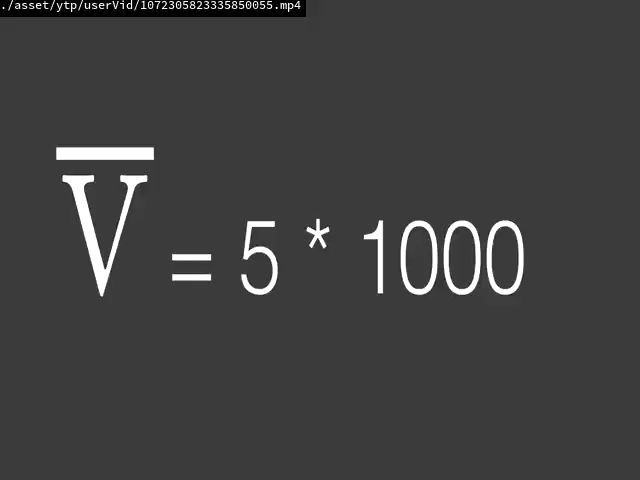 ./asset/ytp/userVid/1072305823335850055.mp4
V̅ = 5 * 1000